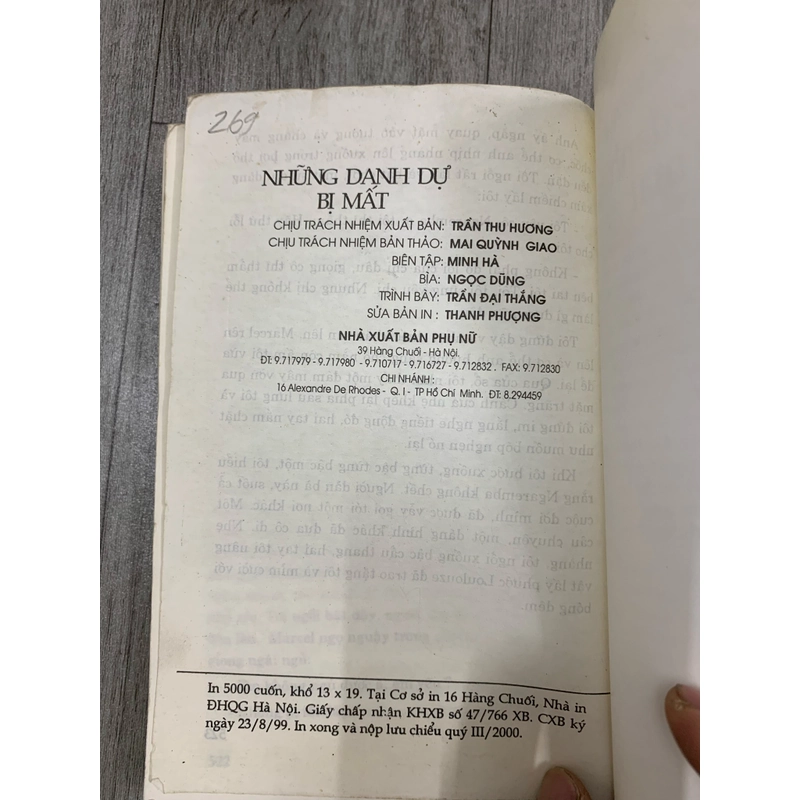 269
NHỮNG DANH DỰ
BỊ MẤT
CHỊU TRÁCH NHIỆM XUẤT BẢN: TRẦN THU HƯƠNG
CHỊU TRÁCH NHIỆM BẢN THẢO: MAI QUỲNH GIAO
BIÊN TẬP: MINH HÀ
BÌA: NGỌC DŨNG
TRÌNH BÀY: TRẦN ĐẠI THẮNG
SỬA BẢN IN : THANH PHƯỢNG
NHÀ XUẤT BẢN PHỤ NỮ
39 Hàng Chuối - Hà Nội.
ĐT: 9.717979 - 9.717980 - 9.710717 - 9.716727 - 9.712832 . FAX: 9.712830
CHI NHÁNH :
16 Alexandre De Rhodes - Q. I - TP Hồ Chí Minh. ĐT: 8.294459
In 5000 cuốn, khổ 13 x 19. Tại Cơ sở in 16 Hàng Chuối, Nhà in
ĐHQG Hà Nội. Giấy chấp nhận KHXB số 47/766 XB. CXB ký
ngày 23/8/99. In xong và nộp lưu chiểu quý III/2000.